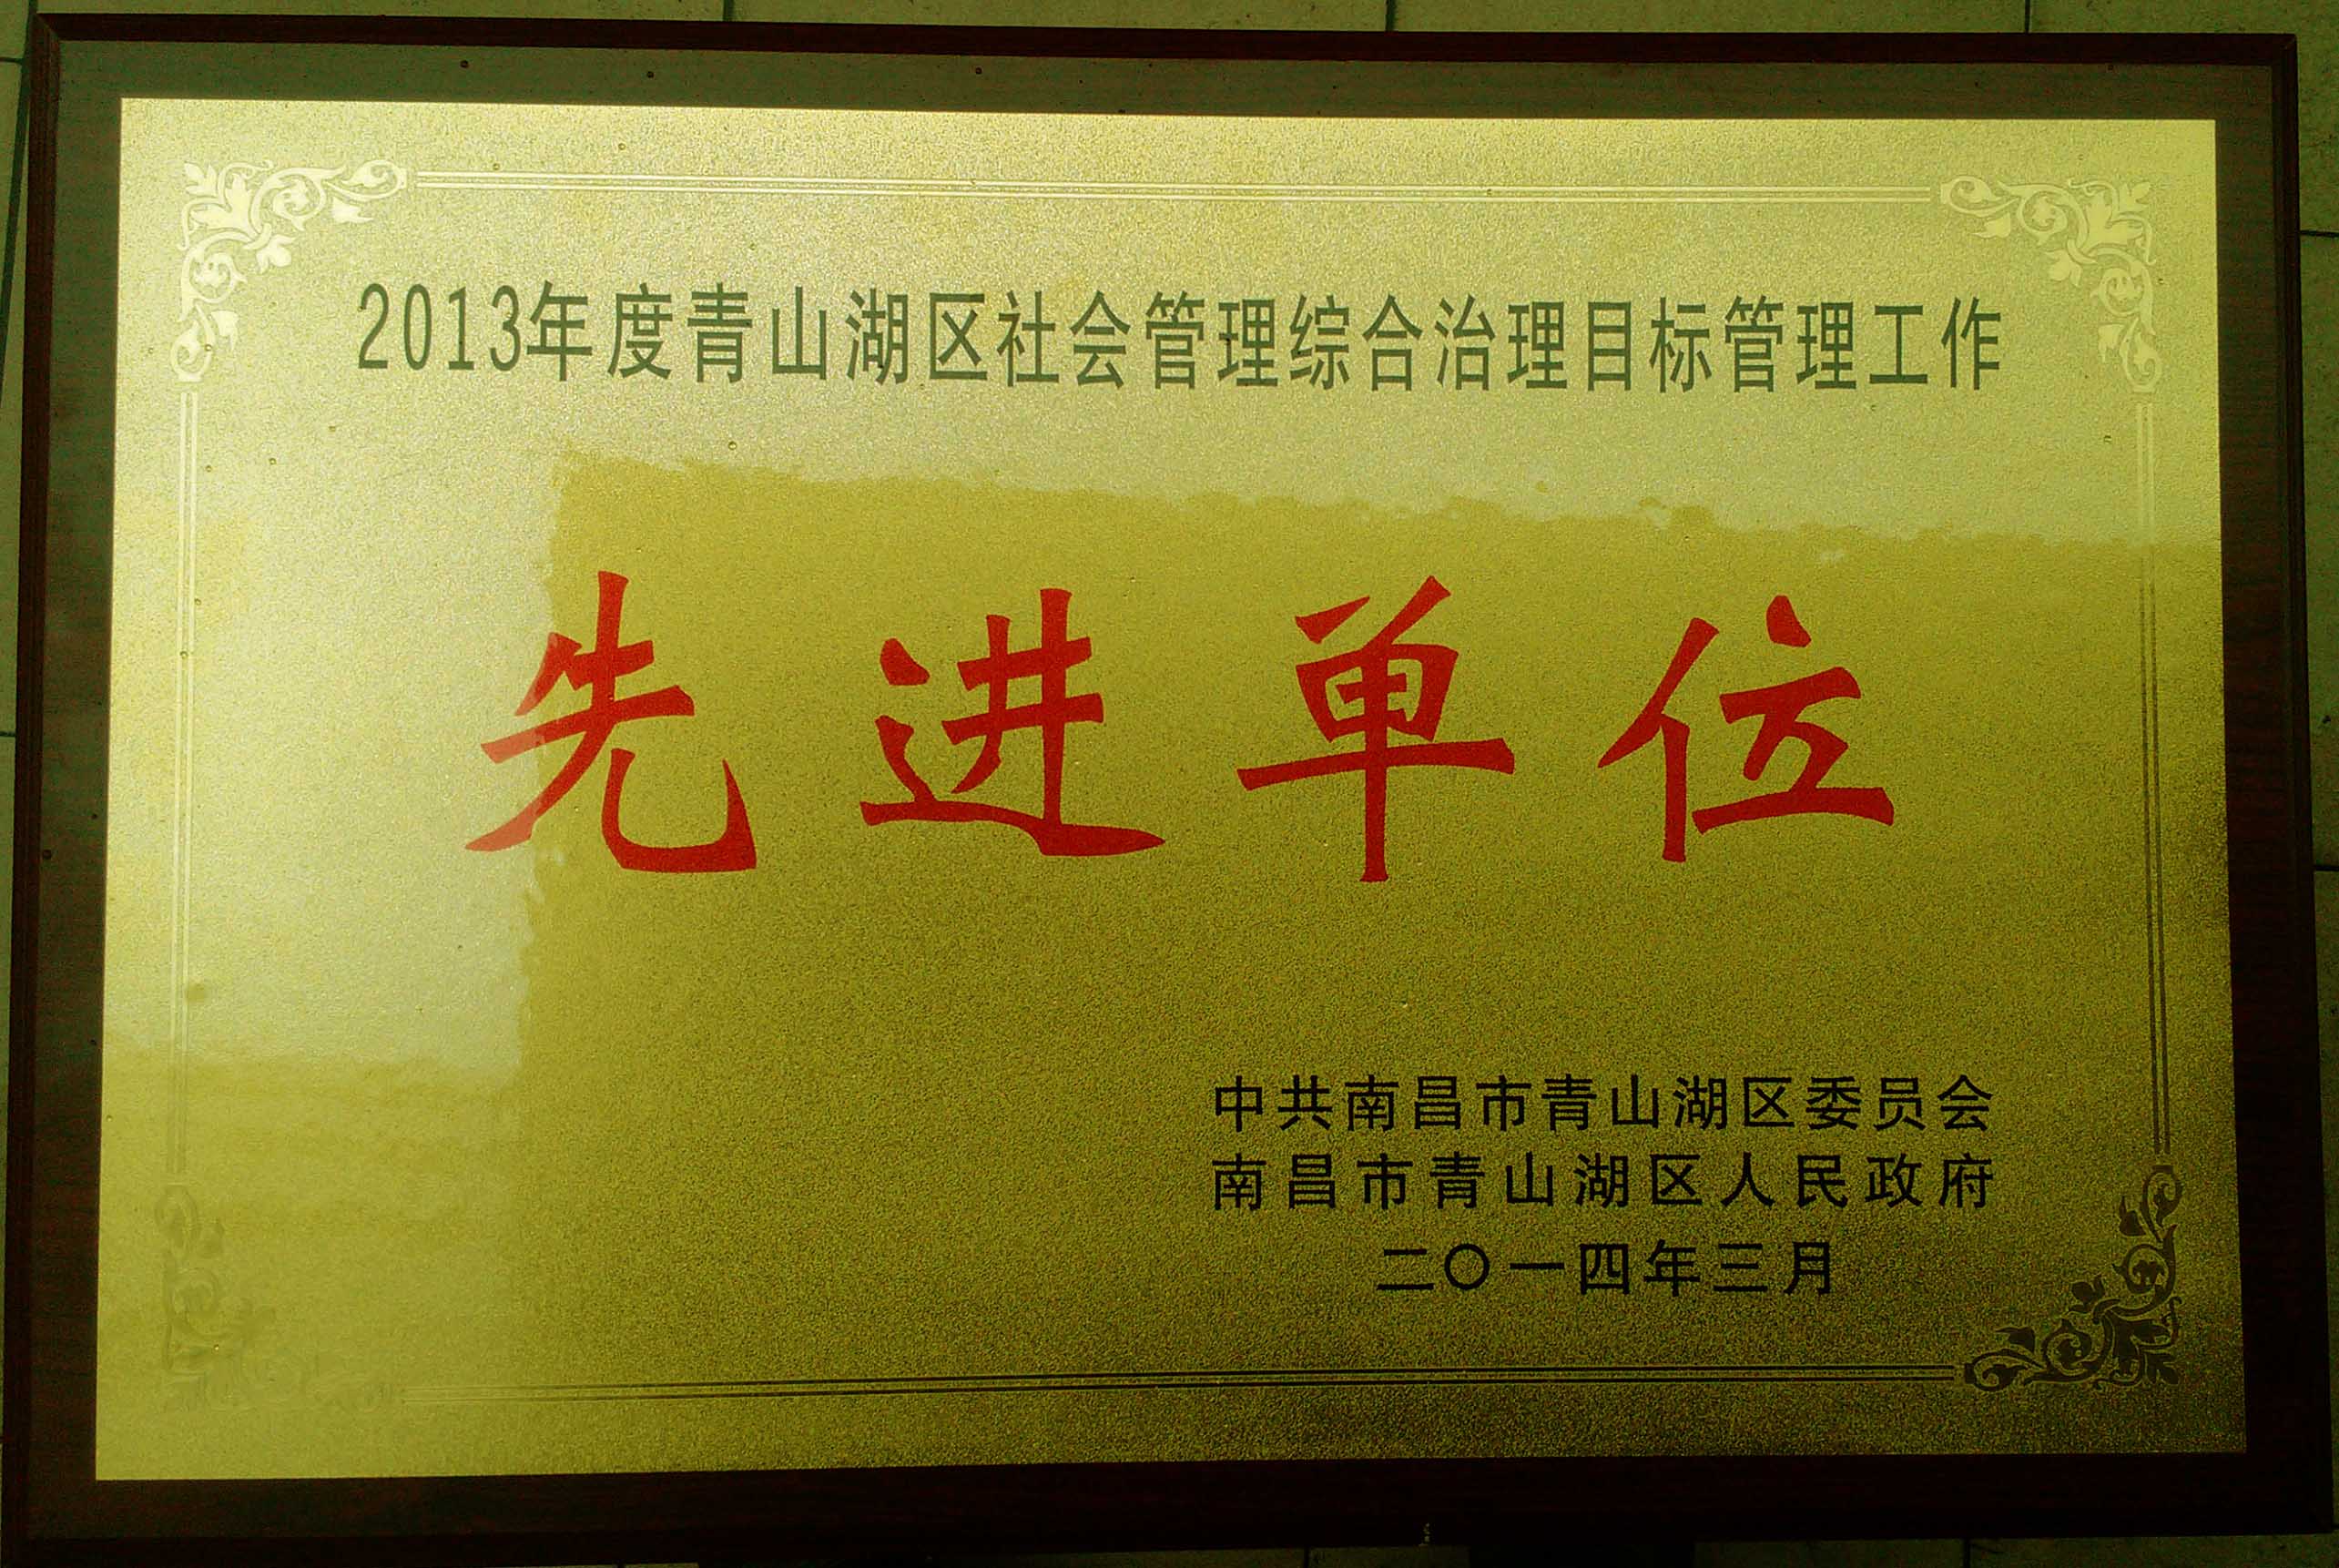 2013年度青山湖区社会管理综合治理目标管理工作
先进单位
中共南昌市青山湖区委员会
南昌市青山湖区人民政府
二〇一四年三月